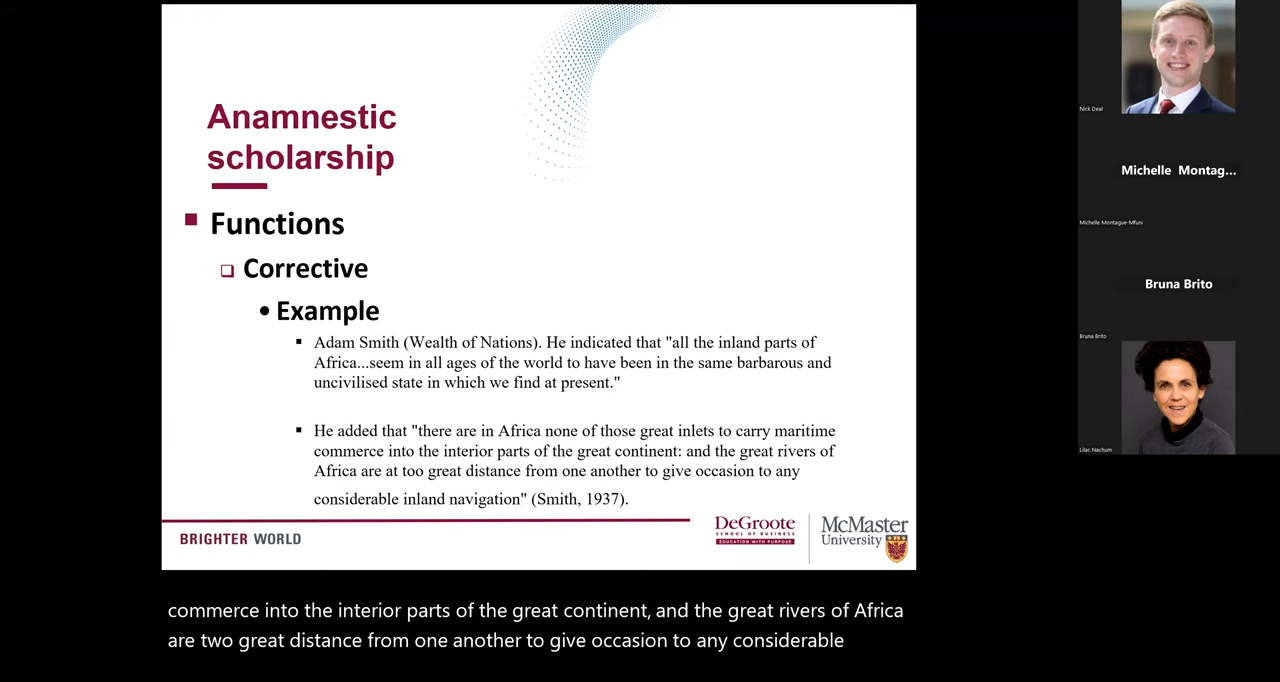 Anamnestic
scholarship
Functions
Corrective
Example
Adam Smith (Wealth of Nations). He indicated that "all the inland parts of
Africa...seem in all ages of the world to have been in the same barbarous and
uncivilised state in which we find at present."
He added that "there are in Africa none of those great inlets to carry maritime
commerce into the interior parts of the great continent: and the great rivers of
Africa are at too great distance from one another to give occasion to any
considerable inland navigation" (Smith, 1937).
BRIGHTER WORLD
DeGroote
SCHOOL OF BUSINESS
EDUCATION WITH PURPOSE
McMaster
University
commerce into the interior parts of the great continent, and the great rivers of Africa
are two great distance from one another to give occasion to any considerable
Nick Deal
Michelle Montag...
Michelle Montague-Mfuni
Bruna Brito
Bruna Brito
Lilac Nachum